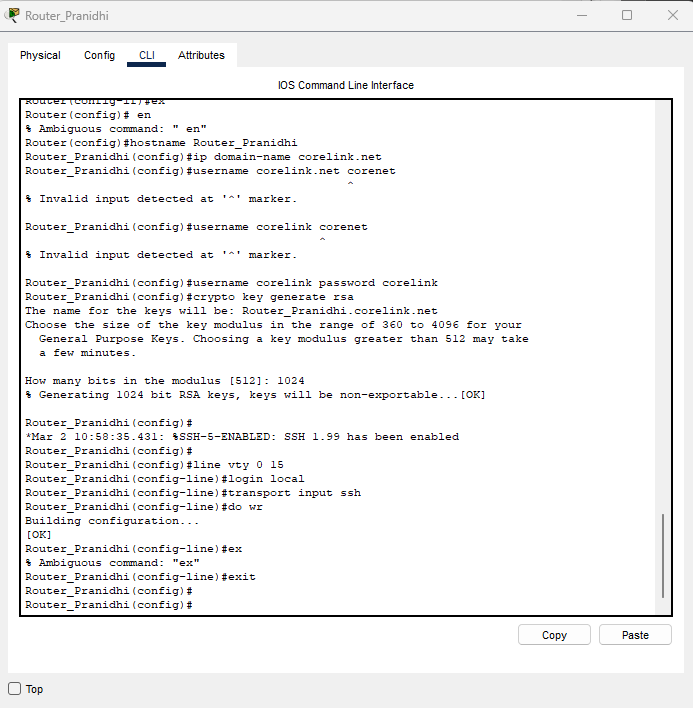 Router_Pranidhi
Physical Config CLI Attributes
IOS Command Line Interface
Router(config-if)#ex
Router(config)# en
% Ambiguous command: " en"
Router(config)#hostname Router_Pranidhi
Router_Pranidhi(config)#ip domain-name corelink.net
Router_Pranidhi(config)#username corelink.net corenet
^
% Invalid input detected at '^' marker.
Router_Pranidhi(config)#username corelink corenet
^
% Invalid input detected at '^' marker.
Router_Pranidhi(config)#username corelink password corelink
Router_Pranidhi(config)#crypto key generate rsa
The name for the keys will be: Router_Pranidhi.corelink.net
Choose the size of the key modulus in the range of 360 to 4096 for your
General Purpose Keys. Choosing a key modulus greater than 512 may take
a few minutes.
How many bits in the modulus [512]: 1024
% Generating 1024 bit RSA keys, keys will be non-exportable...[OK]
Router_Pranidhi(config)#
*Mar 2 10:58:35.431: %SSH-5-ENABLED: SSH 1.99 has been enabled
Router_Pranidhi(config)#
Router_Pranidhi(config)#line vty 0 15
Router_Pranidhi(config-line)#login local
Router_Pranidhi(config-line)#transport input ssh
Router_Pranidhi(config-line)#do wr
Building configuration...
[OK]
Router_Pranidhi(config-line)#ex
% Ambiguous command: "ex"
Router_Pranidhi(config-line)#exit
Router_Pranidhi(config)#
Router_Pranidhi(config)#
Copy Paste
Top